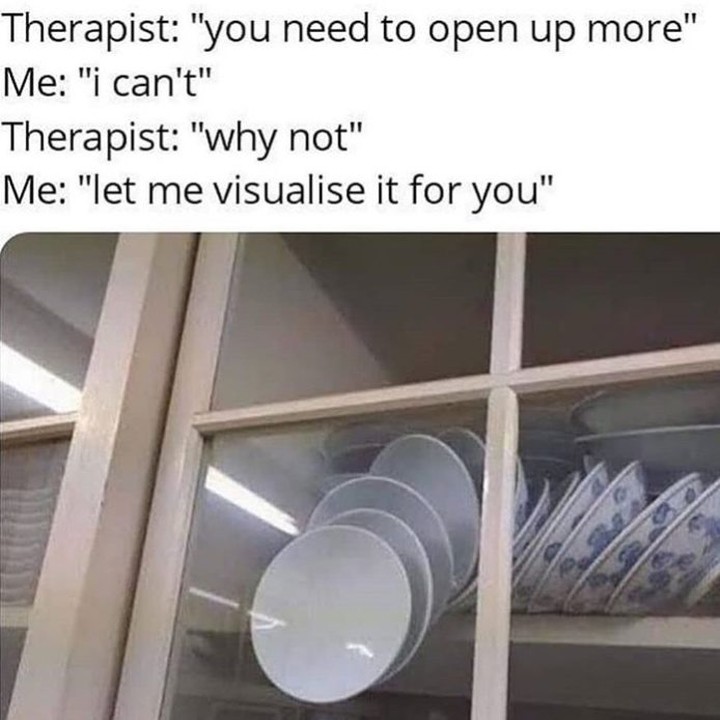 Therapist: "you need to open up more"
Me: "i can't"
Therapist: "why not"
Me: "let me visualise it for you"